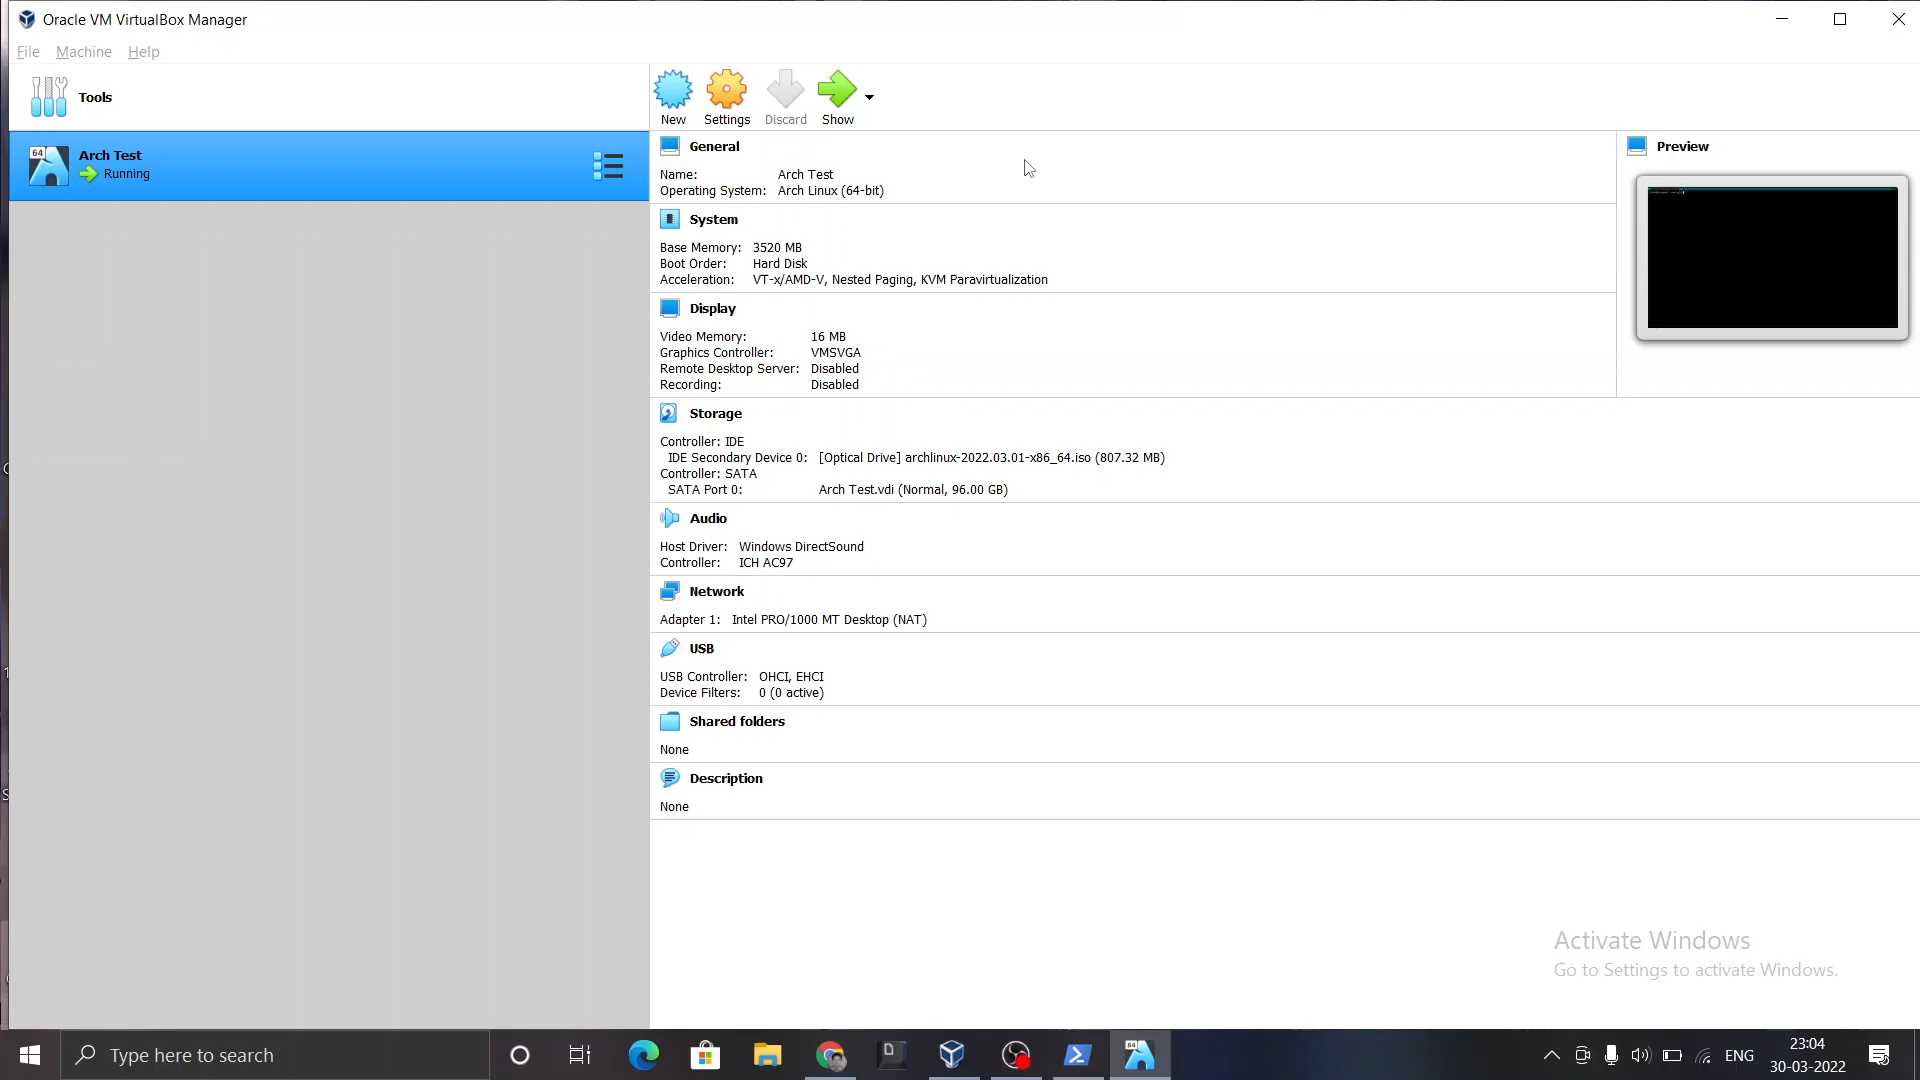 Oracle VM VirtualBox Manager
File Machine Help
Tools
New Settings Discard Show
64 Arch Test
Running
General
Name: Arch Test
Operating System: Arch Linux (64-bit)
Preview
System
Base Memory: 3520 MB
Boot Order: Hard Disk
Acceleration: VT-x/AMD-V, Nested Paging, KVM Paravirtualization
Display
Video Memory: 16 MB
Graphics Controller: VMSVGA
Remote Desktop Server: Disabled
Recording: Disabled
Storage
Controller: IDE
IDE Secondary Device 0: [Optical Drive] archlinux-2022.03.01-x86_64.iso (807.32 MB)
Controller: SATA
SATA Port 0: Arch Test.vdi (Normal, 96.00 GB)
Audio
Host Driver: Windows DirectSound
Controller: ICH AC97
Network
Adapter 1: Intel PRO/1000 MT Desktop (NAT)
USB
USB Controller: OHCI, EHCI
Device Filters: 0 (0 active)
Shared folders
None
Description
None
Activate Windows
Go to Settings to activate Windows.
Type here to search
64
ENG
23:04
30-03-2022